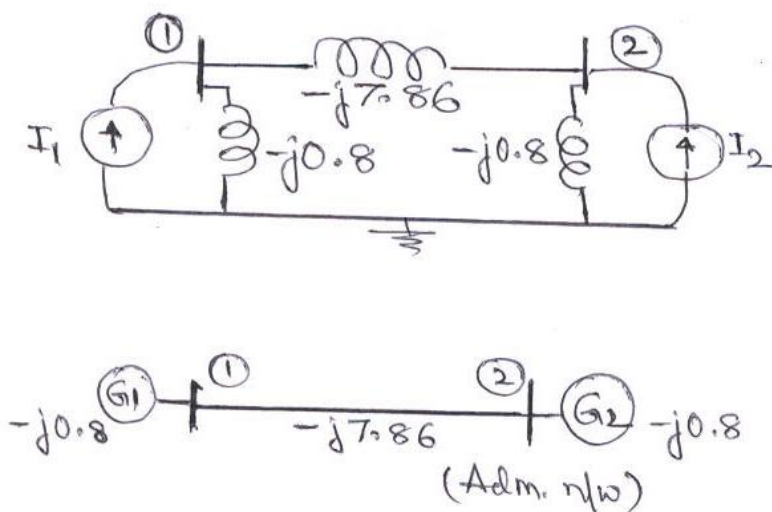 ① ②
-j7.86
I₁ -j0.8 -j0.8 I₂
① ②
G1 G2
-j0.8 -j7.86 -j0.8
(Adm. n/w)